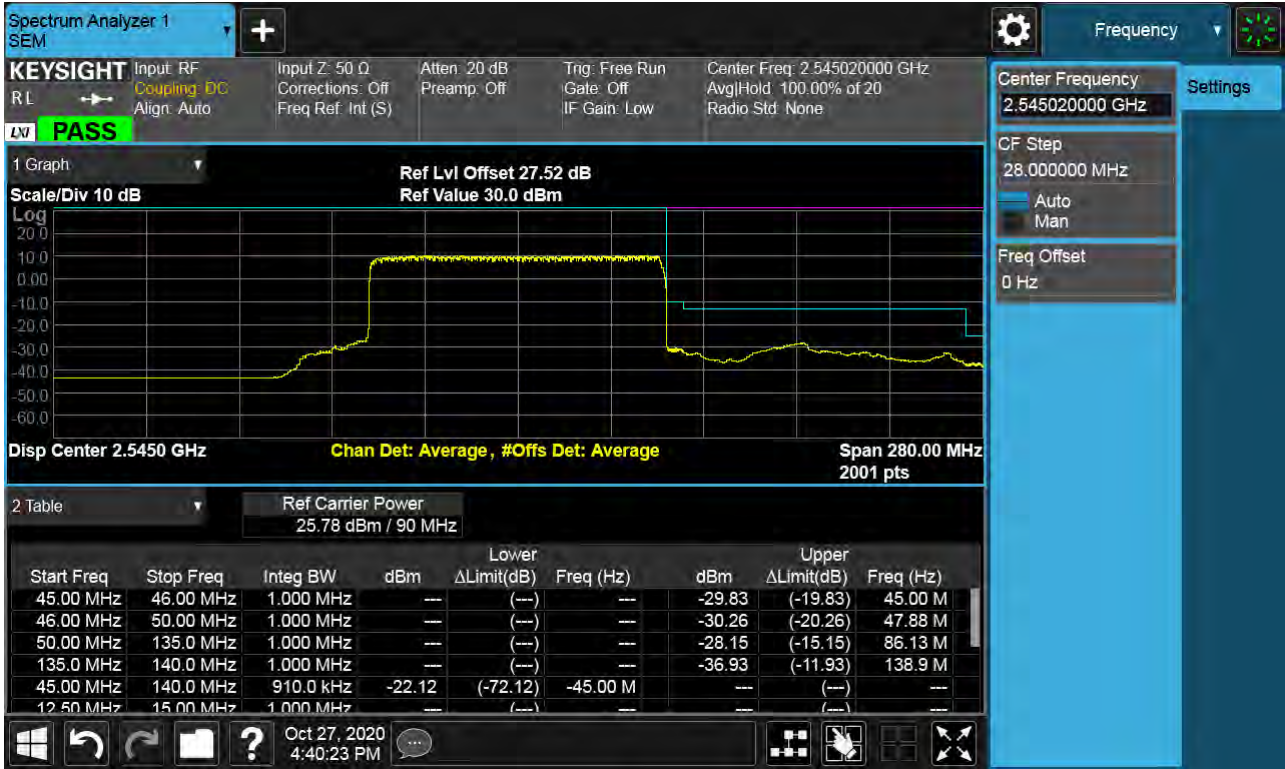 Spectrum Analyzer 1
SEM
+
Frequency
KEYSIGHT
RL
LXI
PASS
Input: RF
Coupling: DC
Align: Auto
Input Z: 50 Ω
Corrections: Off
Freq Ref: Int (S)
Atten: 20 dB
Preamp: Off
Trig: Free Run
Gate: Off
IF Gain: Low
Center Freq: 2.545020000 GHz
Avg|Hold: 100.00% of 20
Radio Std: None
Center Frequency
2.545020000 GHz
Settings
CF Step
28.000000 MHz
Auto
Man
Freq Offset
0 Hz
1 Graph
Scale/Div 10 dB
Ref Lvl Offset 27.52 dB
Ref Value 30.0 dBm
Log
20.0
10.0
0.00
-10.0
-20.0
-30.0
-40.0
-50.0
-60.0
Disp Center 2.5450 GHz
Chan Det: Average, #Offs Det: Average
Span 280.00 MHz
2001 pts
2 Table
Ref Carrier Power
25.78 dBm / 90 MHz
Lower Upper
Start Freq Stop Freq Integ BW dBm ΔLimit(dB) Freq (Hz) dBm ΔLimit(dB) Freq (Hz)
45.00 MHz 46.00 MHz 1.000 MHz --- (---) --- -29.83 (-19.83) 45.00 M
46.00 MHz 50.00 MHz 1.000 MHz --- (---) --- -30.26 (-20.26) 47.88 M
50.00 MHz 135.0 MHz 1.000 MHz --- (---) --- -28.15 (-15.15) 86.13 M
135.0 MHz 140.0 MHz 1.000 MHz --- (---) --- -36.93 (-11.93) 138.9 M
45.00 MHz 140.0 MHz 910.0 kHz -22.12 (-72.12) -45.00 M --- (---) ---
12.50 MHz 15.00 MHz 1.000 MHz --- (---) --- --- (---) ---
?
Oct 27, 2020
4:40:23 PM